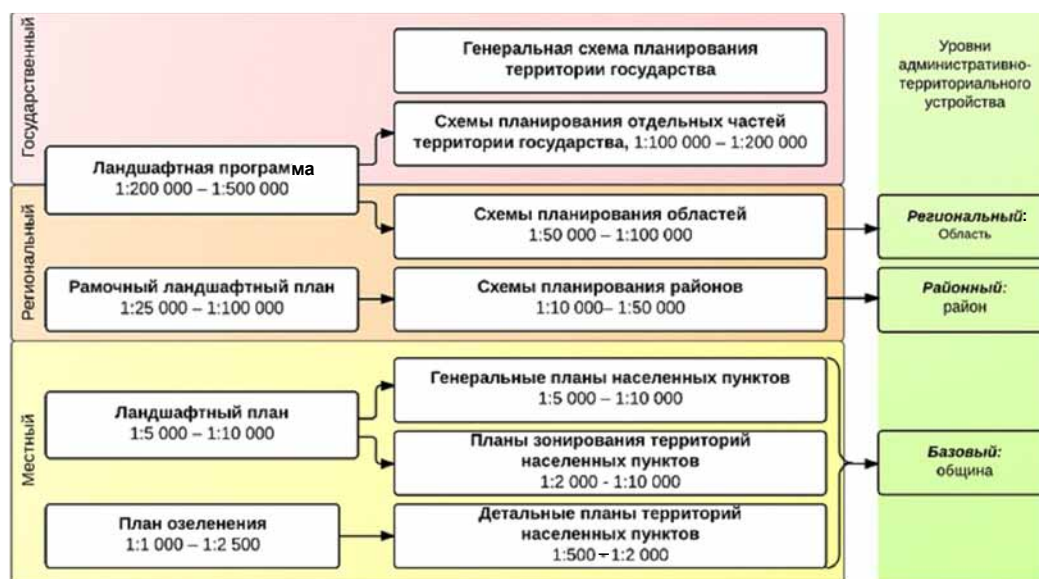 Государственный
Генеральная схема планирования
территории государства
Схемы планирования отдельных частей
территории государства, 1:100 000 – 1:200 000
Ландшафтная программа
1:200 000 – 1:500 000
Уровни
административно-
территориального
устройства
Региональный
Схемы планирования областей
1:50 000 – 1:100 000
Региональный:
Область
Рамочный ландшафтный план
1:25 000 – 1:100 000
Схемы планирования районов
1:10 000– 1:50 000
Районный:
район
Местный
Ландшафтный план
1:5 000 – 1:10 000
Генеральные планы населенных пунктов
1:5 000 – 1:10 000
Планы зонирования территорий
населенных пунктов
1:2 000 - 1:10 000
Базовый:
община
План озеленения
1:1 000 – 1:2 500
Детальные планы территорий
населенных пунктов
1:500 – 1:2 000